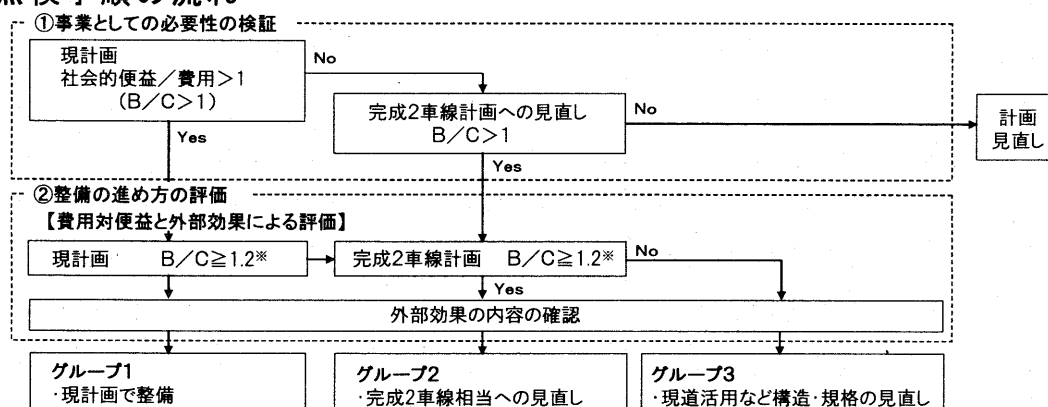 ①事業としての必要性の検証
現計画
社会的便益/費用>1
(B/C>1)
No
完成2車線計画への見直し
B/C>1
No
計画
見直し
Yes
Yes
②整備の進め方の評価
【費用対便益と外部効果による評価】
現計画 B/C≧1.2※
完成2車線計画 B/C≧1.2※
No
Yes
外部効果の内容の確認
グループ1
・現計画で整備
グループ2
・完成2車線相当への見直し
グループ3
・現道活用など構造・規格の見直し